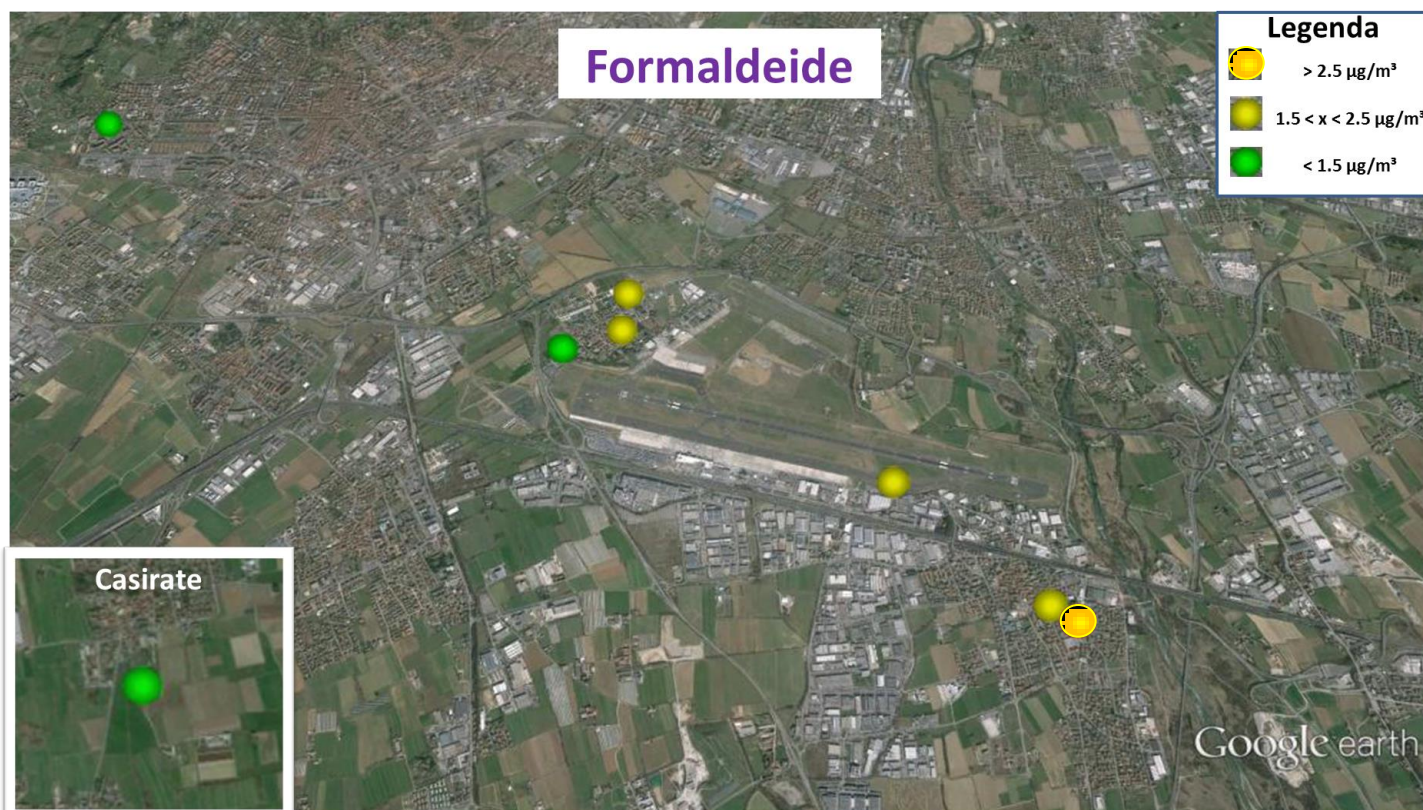 Formaldeide
Legenda
> 2.5 µg/m³
1.5 < x < 2.5 µg/m³
< 1.5 µg/m³
Casirate
Google earth